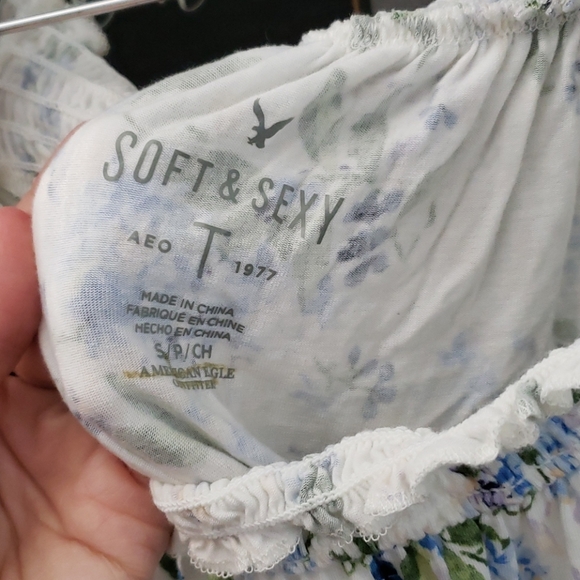 SOFT & SEXY
AEO T 1977
MADE IN CHINA
FABRIQUÉ EN CHINE
HECHO EN CHINA
S/P/CH